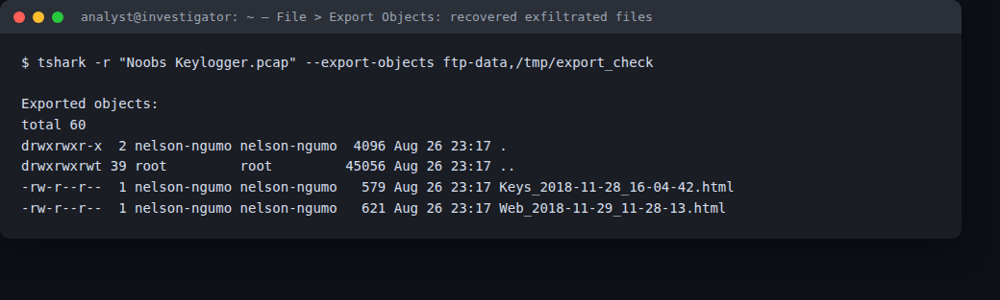 analyst@investigator: ~ — File > Export Objects: recovered exfiltrated files
$ tshark -r "Noobs Keylogger.pcap" --export-objects ftp-data,/tmp/export_check
Exported objects:
total 60
drwxrwxr-x  2 nelson-ngumo nelson-ngumo  4096 Aug 26 23:17 .
drwxrwxrwt 39 root         root         45056 Aug 26 23:17 ..
-rw-r--r--  1 nelson-ngumo nelson-ngumo   579 Aug 26 23:17 Keys_2018-11-28_16-04-42.html
-rw-r--r--  1 nelson-ngumo nelson-ngumo   621 Aug 26 23:17 Web_2018-11-29_11-28-13.html